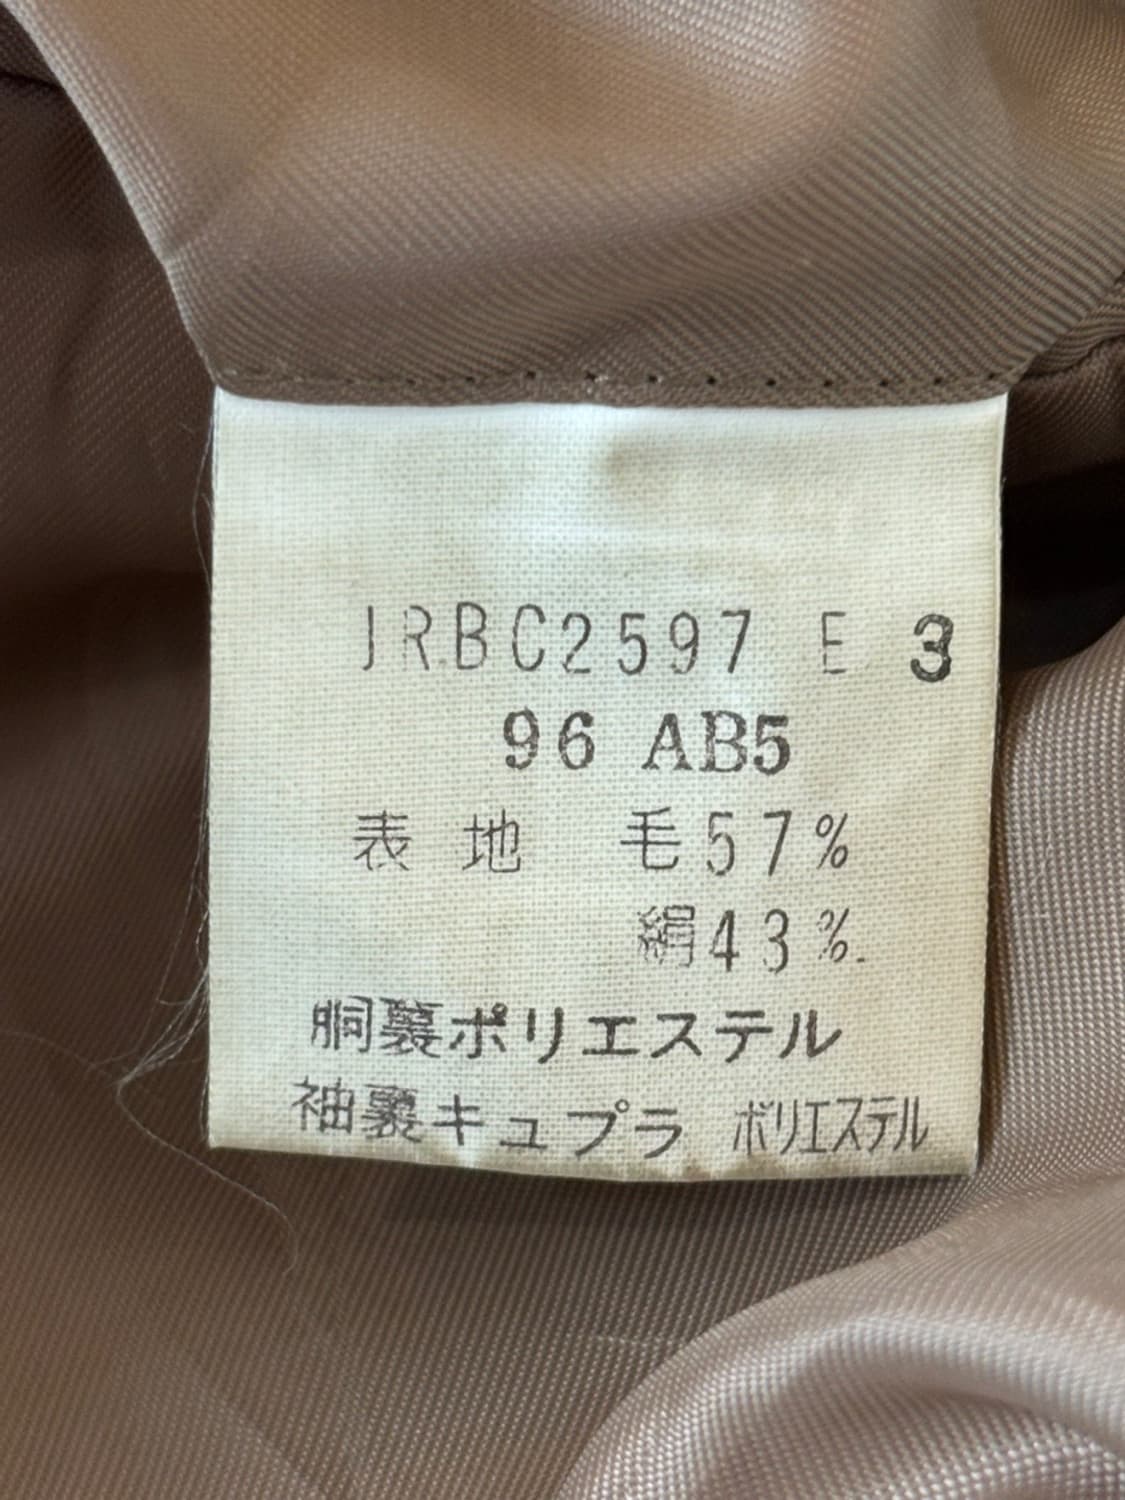 JRBC2597 E 3
96 AB5
表地 毛57%
絹43%
胴裏ポリエステル
袖裏キュプラ ポリエステル